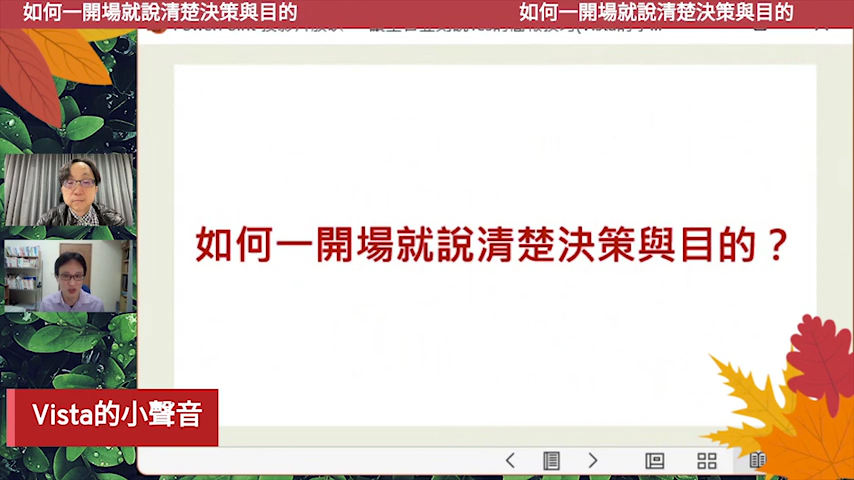 如何一開場就說清楚決策與目的
如何一開場就說清楚決策與目的
如何一開場就說清楚決策與目的？
Vista的小聲音